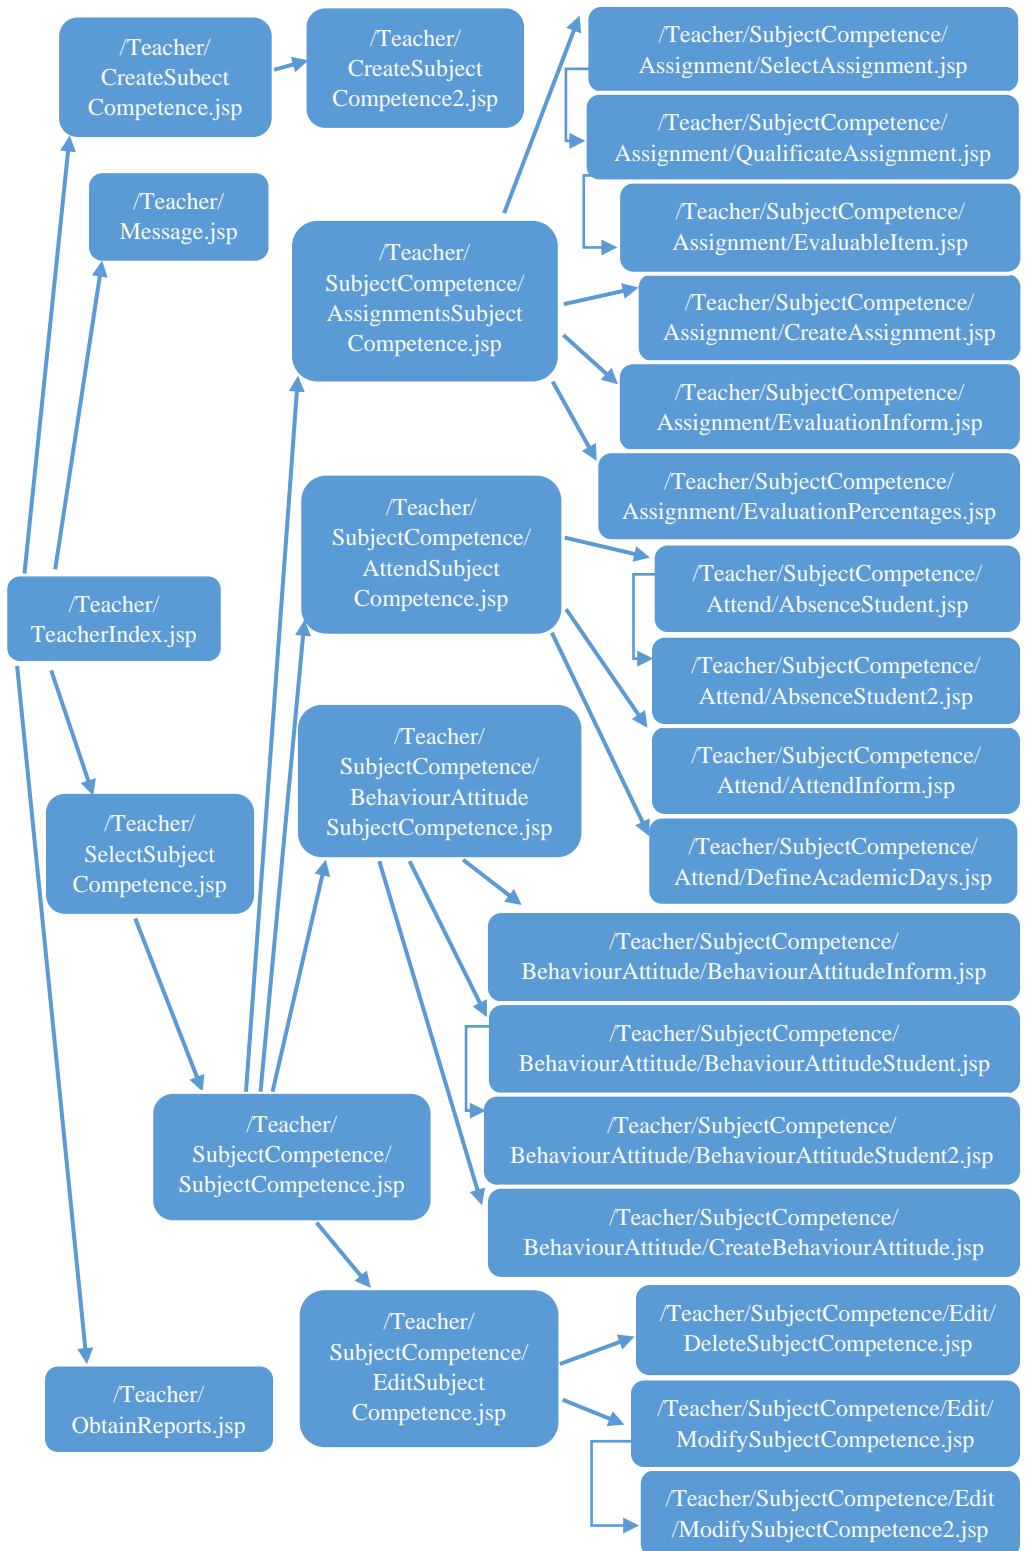 /Teacher/
CreateSubect
Competence.jsp
/Teacher/
CreateSubject
Competence2.jsp
/Teacher/SubjectCompetence/
Assignment/SelectAssignment.jsp
/Teacher/SubjectCompetence/
Assignment/QualificateAssignment.jsp
/Teacher/
Message.jsp
/Teacher/SubjectCompetence/
Assignment/EvaluableItem.jsp
/Teacher/
SubjectCompetence/
AssignmentsSubject
Competence.jsp
/Teacher/SubjectCompetence/
Assignment/CreateAssignment.jsp
/Teacher/SubjectCompetence/
Assignment/EvaluationInform.jsp
/Teacher/SubjectCompetence/
Assignment/EvaluationPercentages.jsp
/Teacher/
SubjectCompetence/
AttendSubject
Competence.jsp
/Teacher/SubjectCompetence/
Attend/AbsenceStudent.jsp
/Teacher/
TeacherIndex.jsp
/Teacher/SubjectCompetence/
Attend/AbsenceStudent2.jsp
/Teacher/SubjectCompetence/
Attend/AttendInform.jsp
/Teacher/
SubjectCompetence/
BehaviourAttitude
SubjectCompetence.jsp
/Teacher/SubjectCompetence/
Attend/DefineAcademicDays.jsp
/Teacher/
SelectSubject
Competence.jsp
/Teacher/SubjectCompetence/
BehaviourAttitude/BehaviourAttitudeInform.jsp
/Teacher/SubjectCompetence/
BehaviourAttitude/BehaviourAttitudeStudent.jsp
/Teacher/SubjectCompetence/
BehaviourAttitude/BehaviourAttitudeStudent2.jsp
/Teacher/
SubjectCompetence/
SubjectCompetence.jsp
/Teacher/SubjectCompetence/
BehaviourAttitude/CreateBehaviourAttitude.jsp
/Teacher/
SubjectCompetence/
EditSubject
Competence.jsp
/Teacher/SubjectCompetence/Edit/
DeleteSubjectCompetence.jsp
/Teacher/
ObtainReports.jsp
/Teacher/SubjectCompetence/Edit/
ModifySubjectCompetence.jsp
/Teacher/SubjectCompetence/Edit
/ModifySubjectCompetence2.jsp